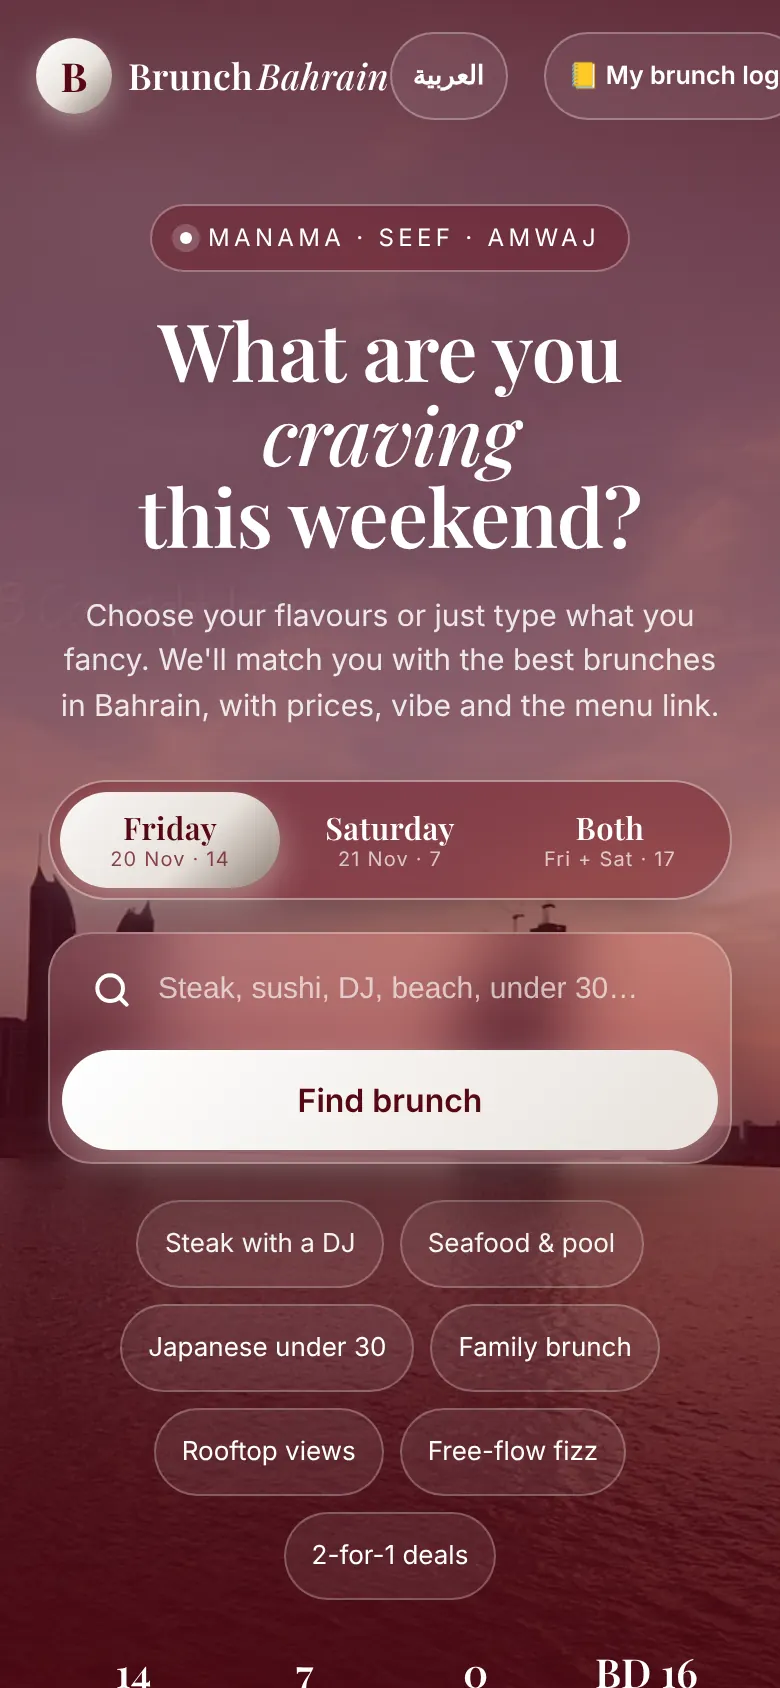 B Brunch Bahrain العربية 📒 My brunch log
MANAMA · SEEF · AMWAJ
What are you
craving
this weekend?
Choose your flavours or just type what you
fancy. We'll match you with the best brunches
in Bahrain, with prices, vibe and the menu link.
Friday Saturday Both
20 Nov · 14 21 Nov · 7 Fri + Sat · 17
Steak, sushi, DJ, beach, under 30...
Find brunch
Steak with a DJ Seafood & pool
Japanese under 30 Family brunch
Rooftop views Free-flow fizz
2-for-1 deals
14 7 0 BD 16